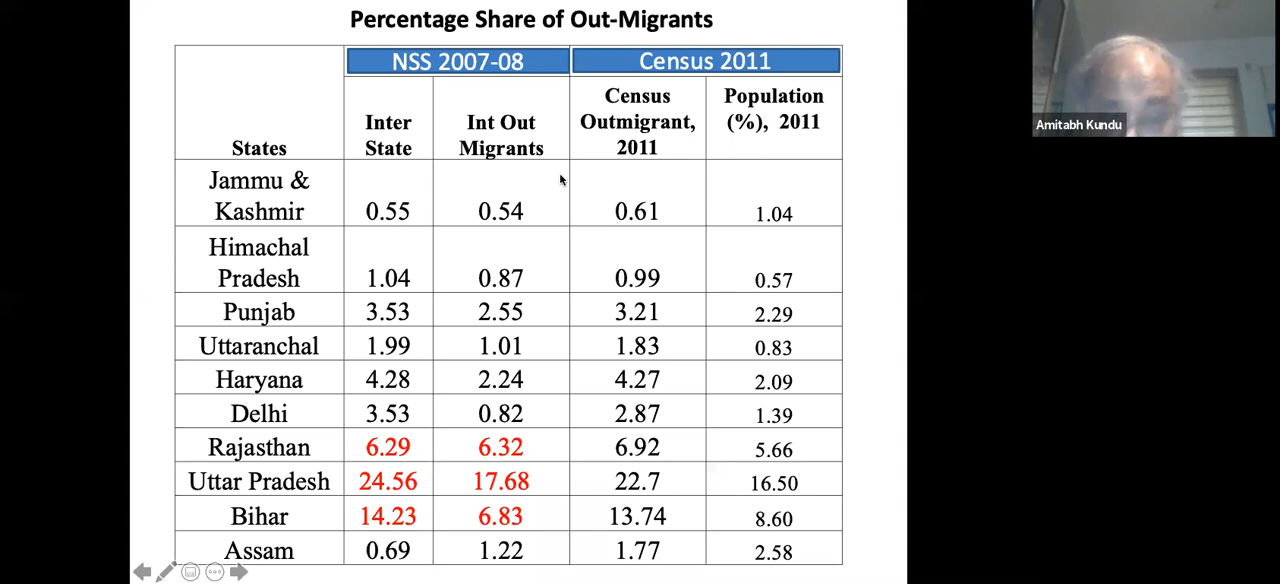 Percentage Share of Out-Migrants
NSS 2007-08 Census 2011
States Inter State Int Out Migrants Census Outmigrant, 2011 Population (%), 2011
Jammu & Kashmir 0.55 0.54 0.61 1.04
Himachal Pradesh 1.04 0.87 0.99 0.57
Punjab 3.53 2.55 3.21 2.29
Uttaranchal 1.99 1.01 1.83 0.83
Haryana 4.28 2.24 4.27 2.09
Delhi 3.53 0.82 2.87 1.39
Rajasthan 6.29 6.32 6.92 5.66
Uttar Pradesh 24.56 17.68 22.7 16.50
Bihar 14.23 6.83 13.74 8.60
Assam 0.69 1.22 1.77 2.58
Amitabh Kundu